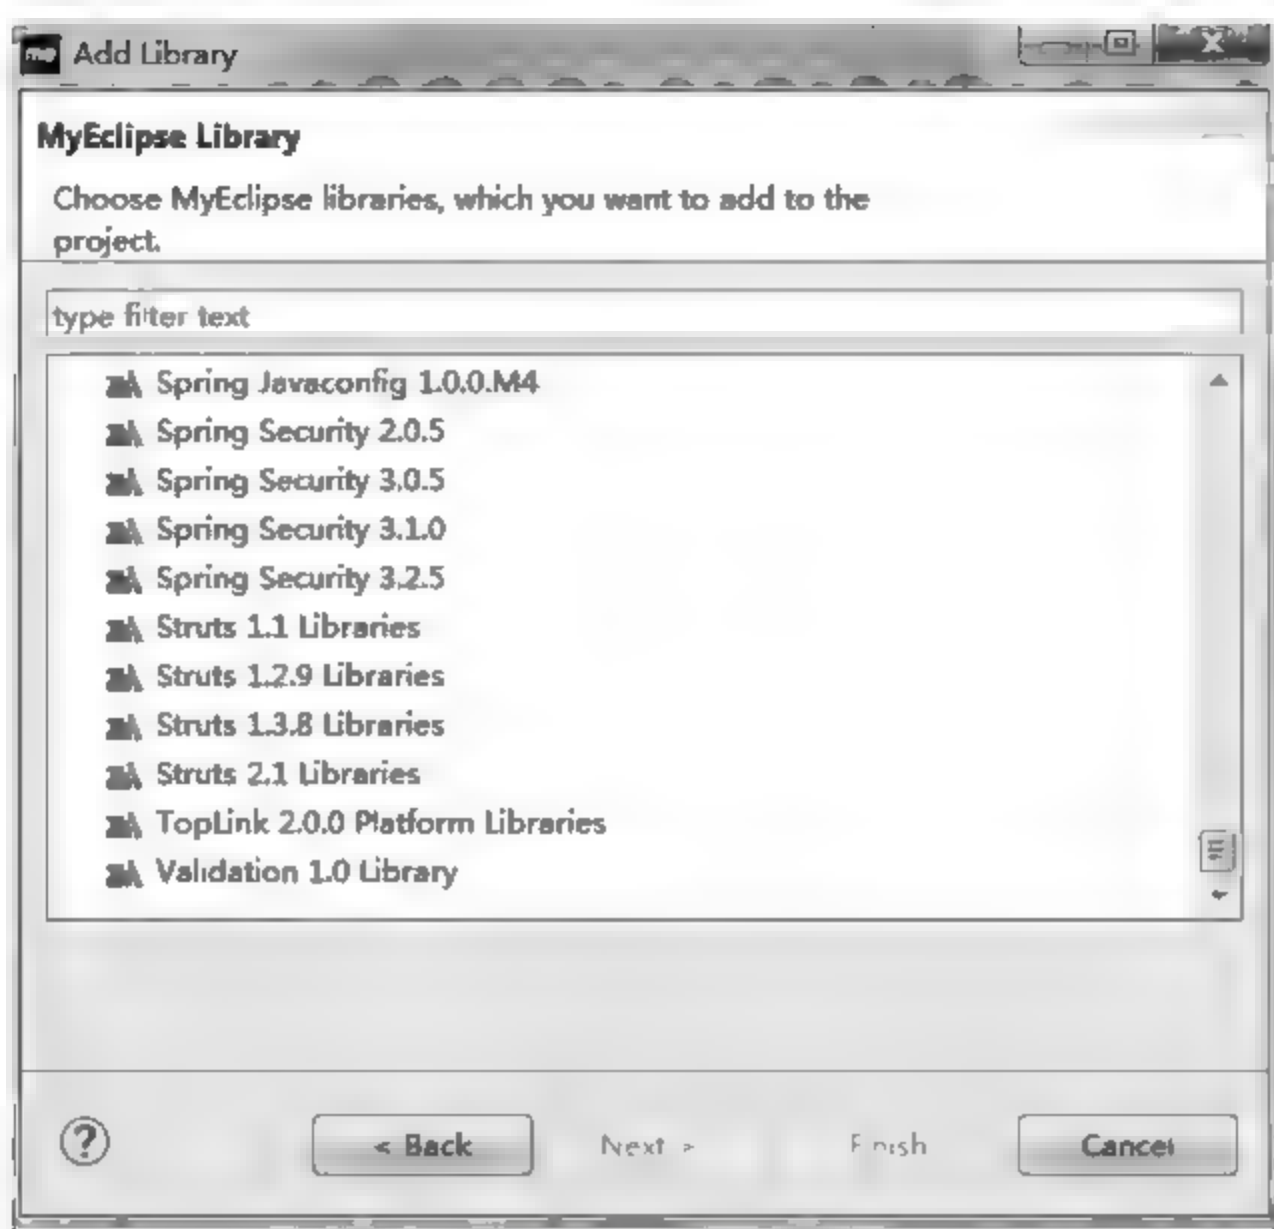 Add Library
MyEclipse Library
Choose MyEclipse libraries, which you want to add to the
project.
type filter text
Spring Javaconfig 1.0.0.M4
Spring Security 2.0.5
Spring Security 3.0.5
Spring Security 3.1.0
Spring Security 3.2.5
Struts 1.1 Libraries
Struts 1.2.9 Libraries
Struts 1.3.8 Libraries
Struts 2.1 Libraries
TopLink 2.0.0 Platform Libraries
Validation 1.0 Library
? < Back Next > Finish Cancel